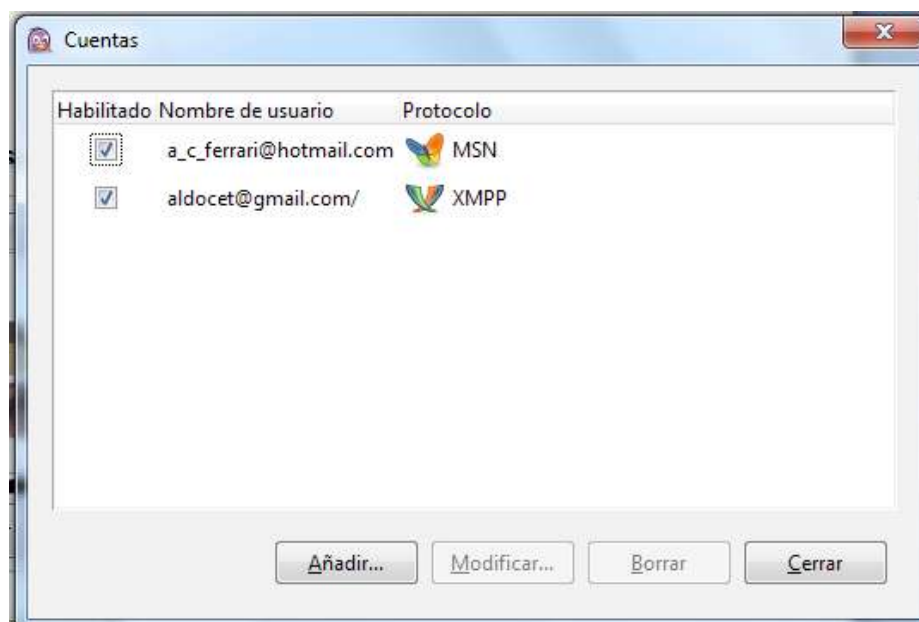 Cuentas
Habilitado Nombre de usuario Protocolo
a_c_ferrari@hotmail.com MSN
aldocet@gmail.com/ XMPP
Añadir... Modificar... Borrar Cerrar